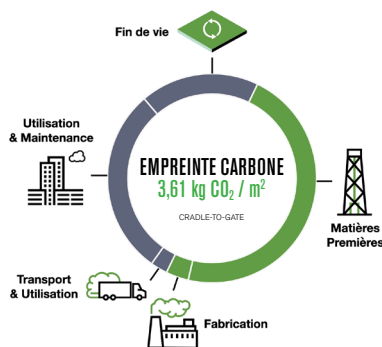 Fin de vie
Utilisation
& Maintenance
EMPREINTE CARBONE
3,61 kg CO₂ / m²
CRADLE-TO-GATE
Matières
Premières
Transport
& Utilisation
Fabrication